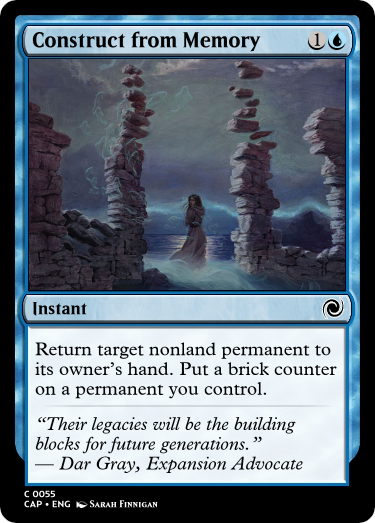 Construct from Memory 1
Instant
Return target nonland permanent to
its owner's hand. Put a brick counter
on a permanent you control.
“Their legacies will be the building
blocks for future generations.”
— Dar Gray, Expansion Advocate
C 0055
CAP • ENG Sarah Finnigan